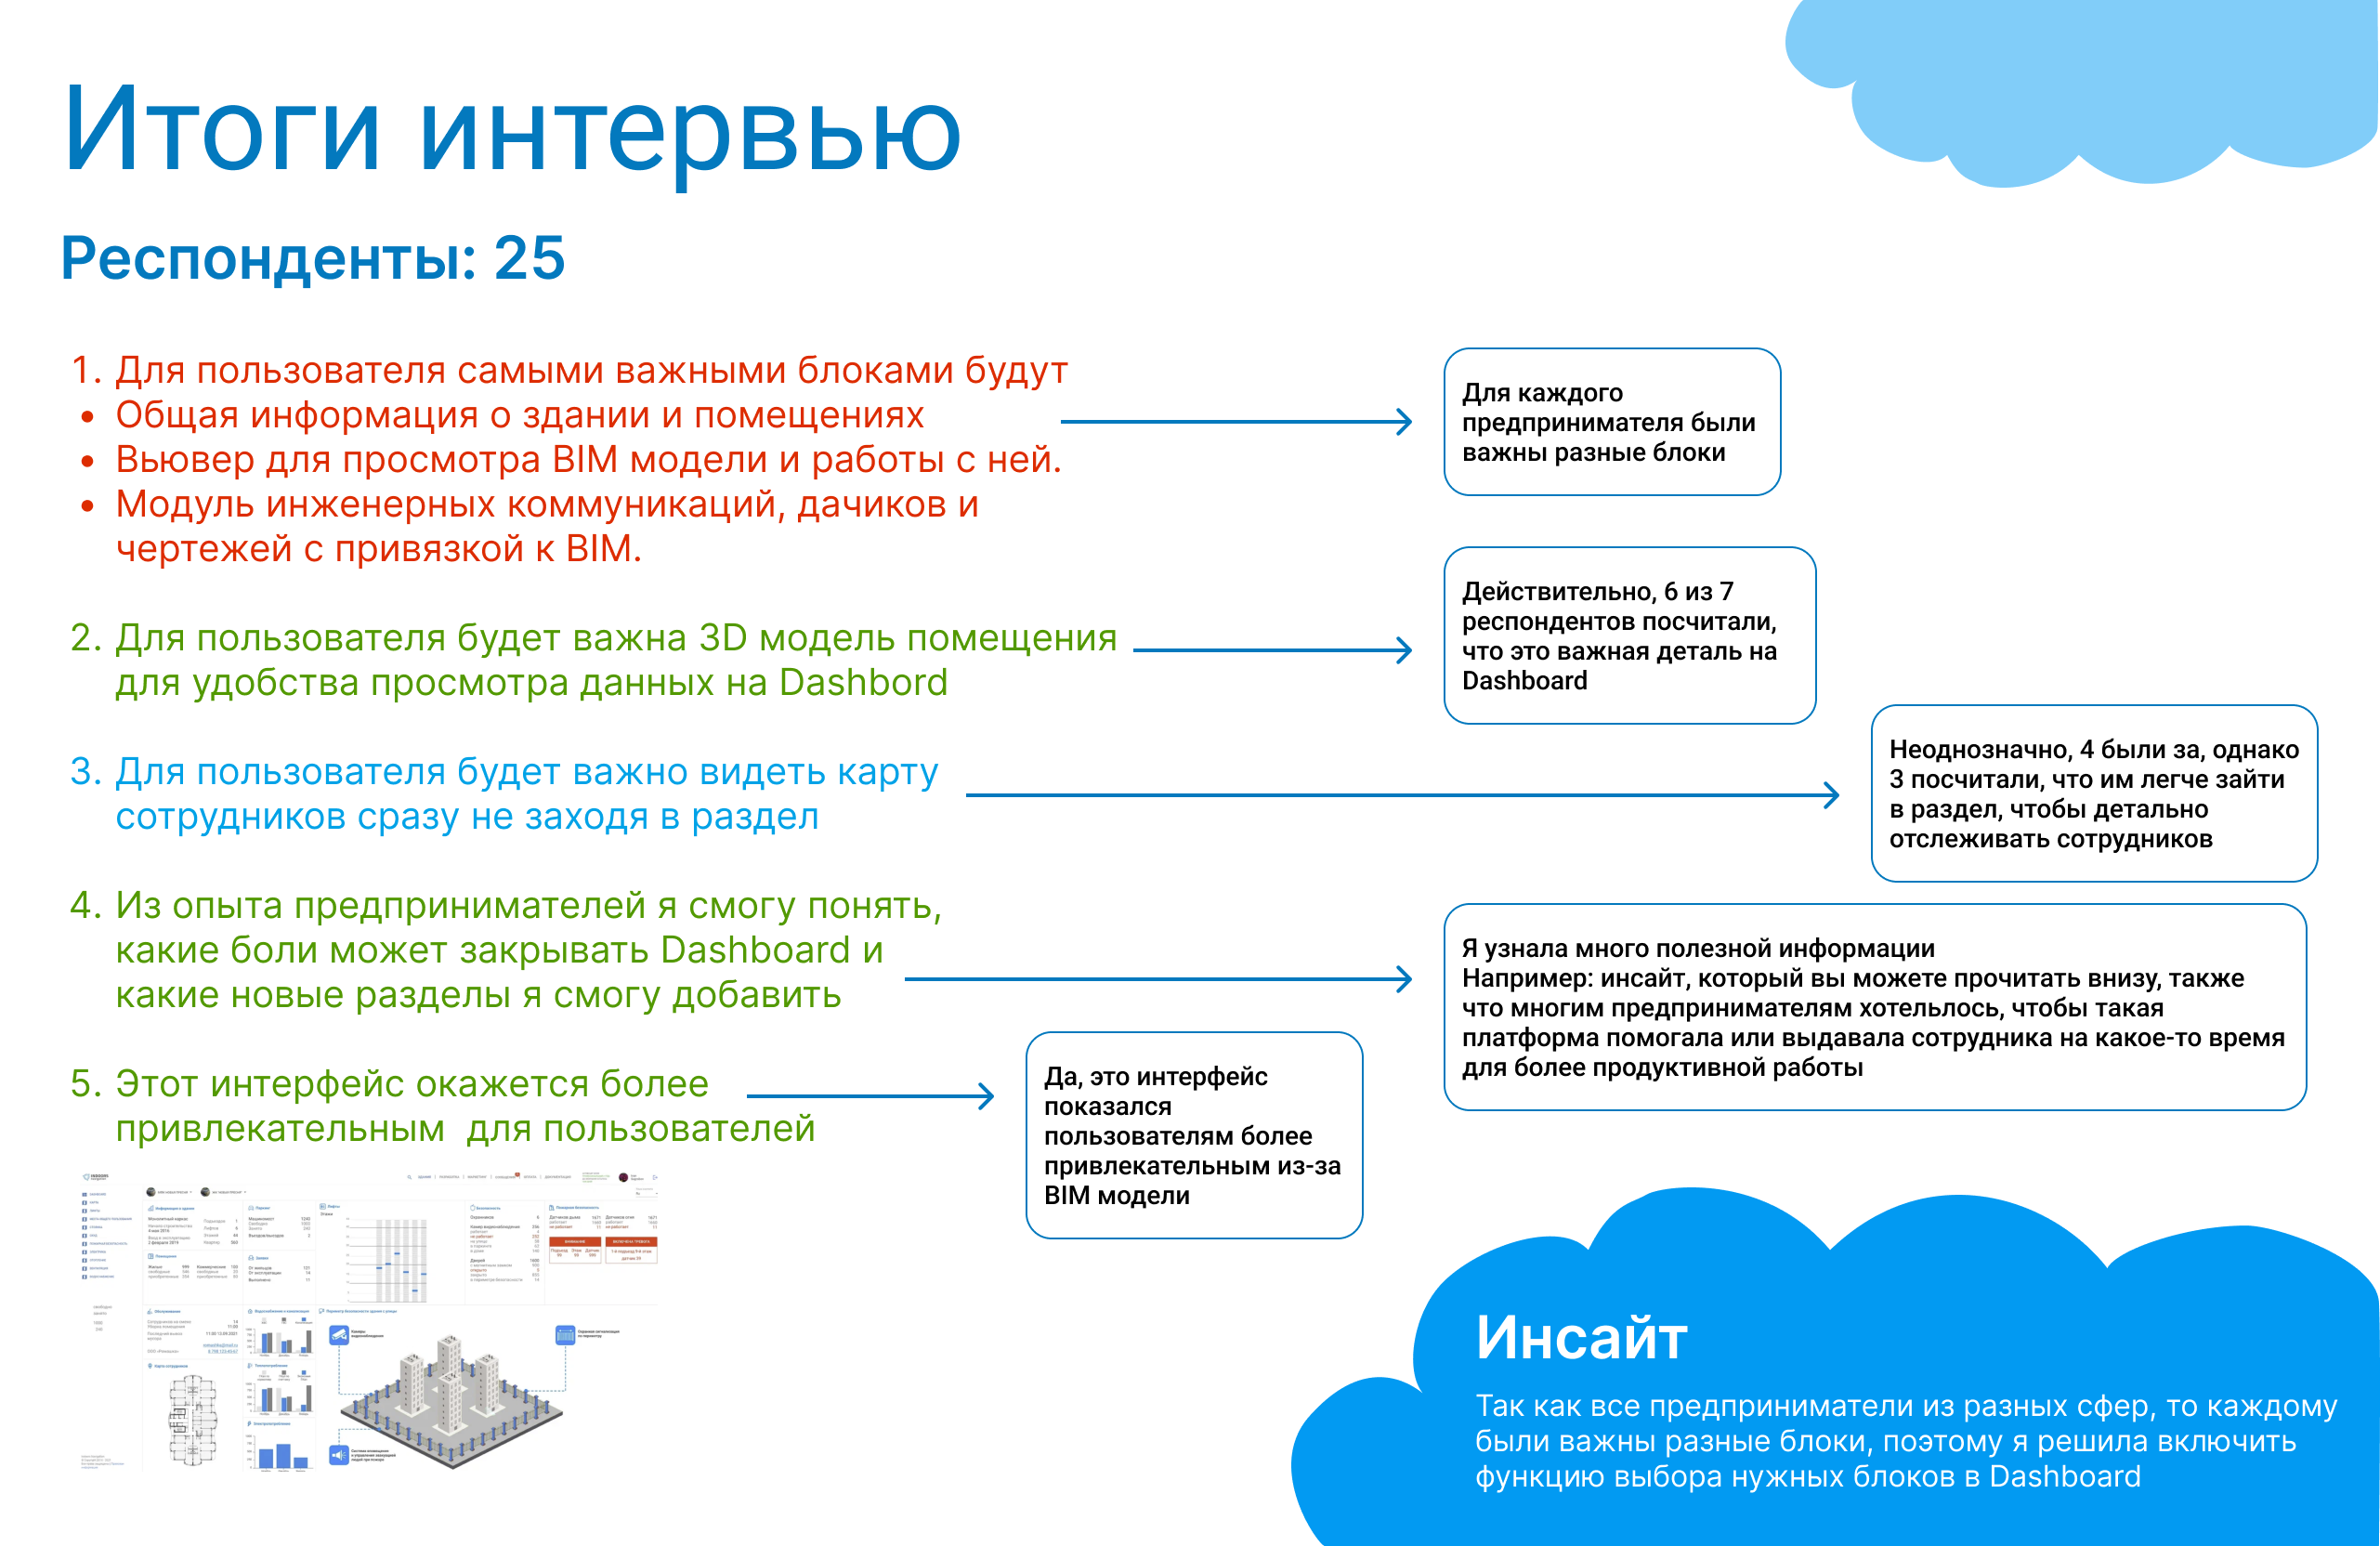 Итоги интервью
Респонденты: 25
1. Для пользователя самыми важными блоками будут
• Общая информация о здании и помещениях
• Вьювер для просмотра BIM модели и работы с ней.
• Модуль инженерных коммуникаций, дачиков и
чертежей с привязкой к BIM.
Для каждого
предпринимателя были
важны разные блоки
2. Для пользователя будет важна 3D модель помещения
для удобства просмотра данных на Dashbord
Действительно, 6 из 7
респондентов посчитали,
что это важная деталь на
Dashboard
3. Для пользователя будет важно видеть карту
сотрудников сразу не заходя в раздел
Неоднозначно, 4 были за, однако
3 посчитали, что им легче зайти
в раздел, чтобы детально
отслеживать сотрудников
4. Из опыта предпринимателей я смогу понять,
какие боли может закрывать Dashboard и
какие новые разделы я смогу добавить
Я узнала много полезной информации
Например: инсайт, который вы можете прочитать внизу, также
что многим предпринимателям хотельлось, чтобы такая
платформа помогала или выдавала сотрудника на какое-то время
для более продуктивной работы
5. Этот интерфейс окажется более
привлекательным для пользователей
Да, это интерфейс
показался
пользователям более
привлекательным из-за
BIM модели
Инсайт
Так как все предприниматели из разных сфер, то каждому
были важны разные блоки, поэтому я решила включить
функцию выбора нужных блоков в Dashboard